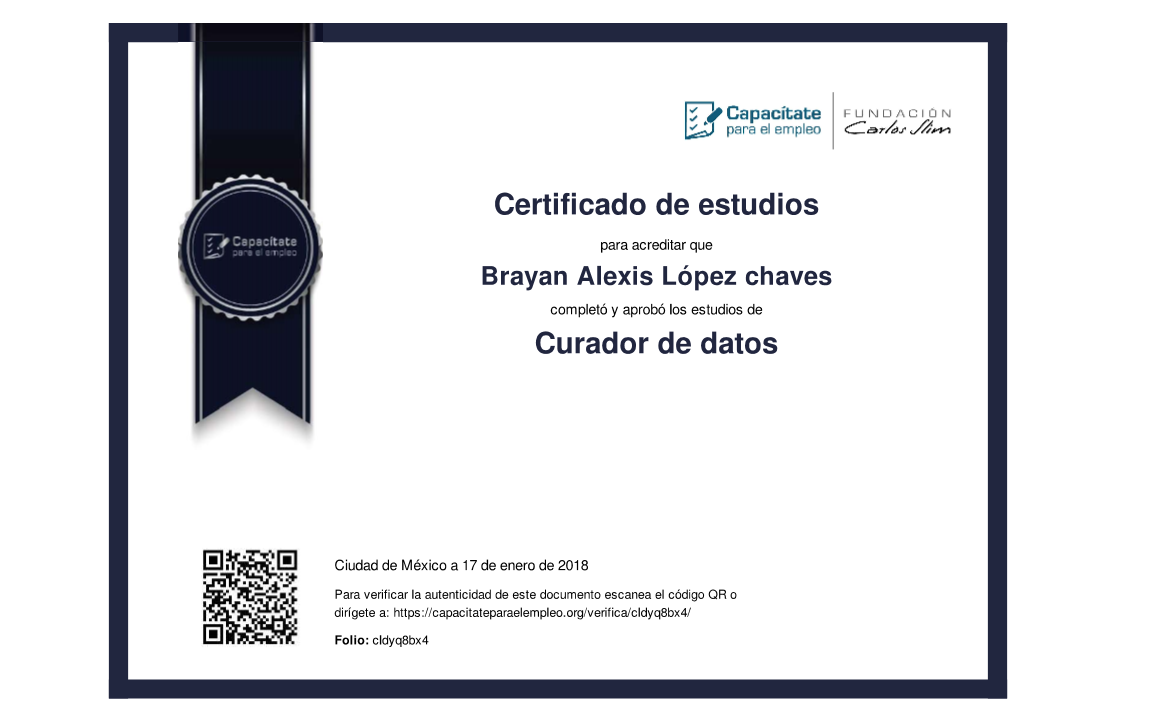 Capacítate
para el empleo
FUNDACIÓN
Carlos Slim
Certificado de estudios
para acreditar que
Brayan Alexis López chaves
completó y aprobó los estudios de
Curador de datos
Capacítate
para el empleo
Ciudad de México a 17 de enero de 2018
Para verificar la autenticidad de este documento escanea el código QR o
dirígete a: https://capacitateparaelempleo.org/verifica/cldyq8bx4/
Folio: cldyq8bx4